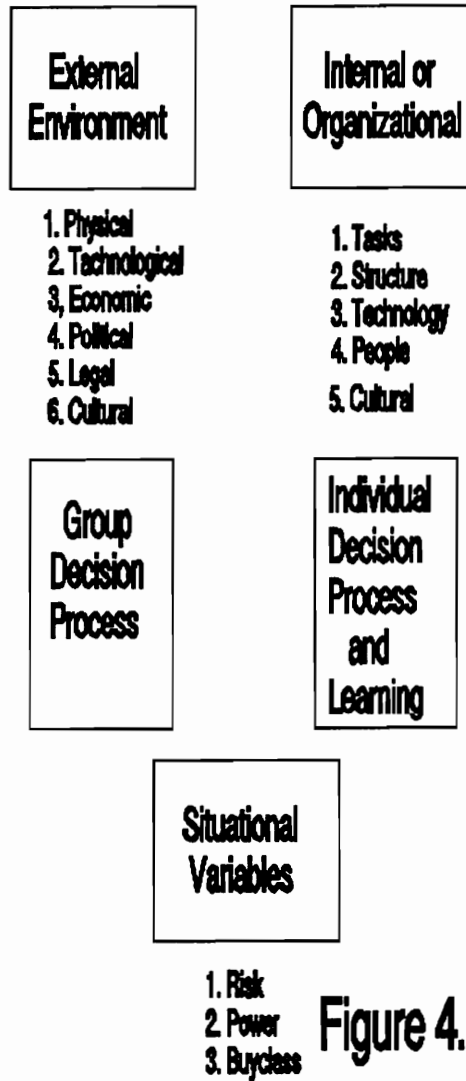 External
Environment
Internal or
Organizational
1. Physical
2. Tachnological
3, Economic
4. Political
5. Legal
6. Cultural
1. Tasks
2. Structure
3. Technology
4. People
5. Cultural
Group
Decision
Process
Individual
Decision
Process
and
Learning
Situational
Variables
1. Risk
2. Power
3. Buyclass
Figure 4.